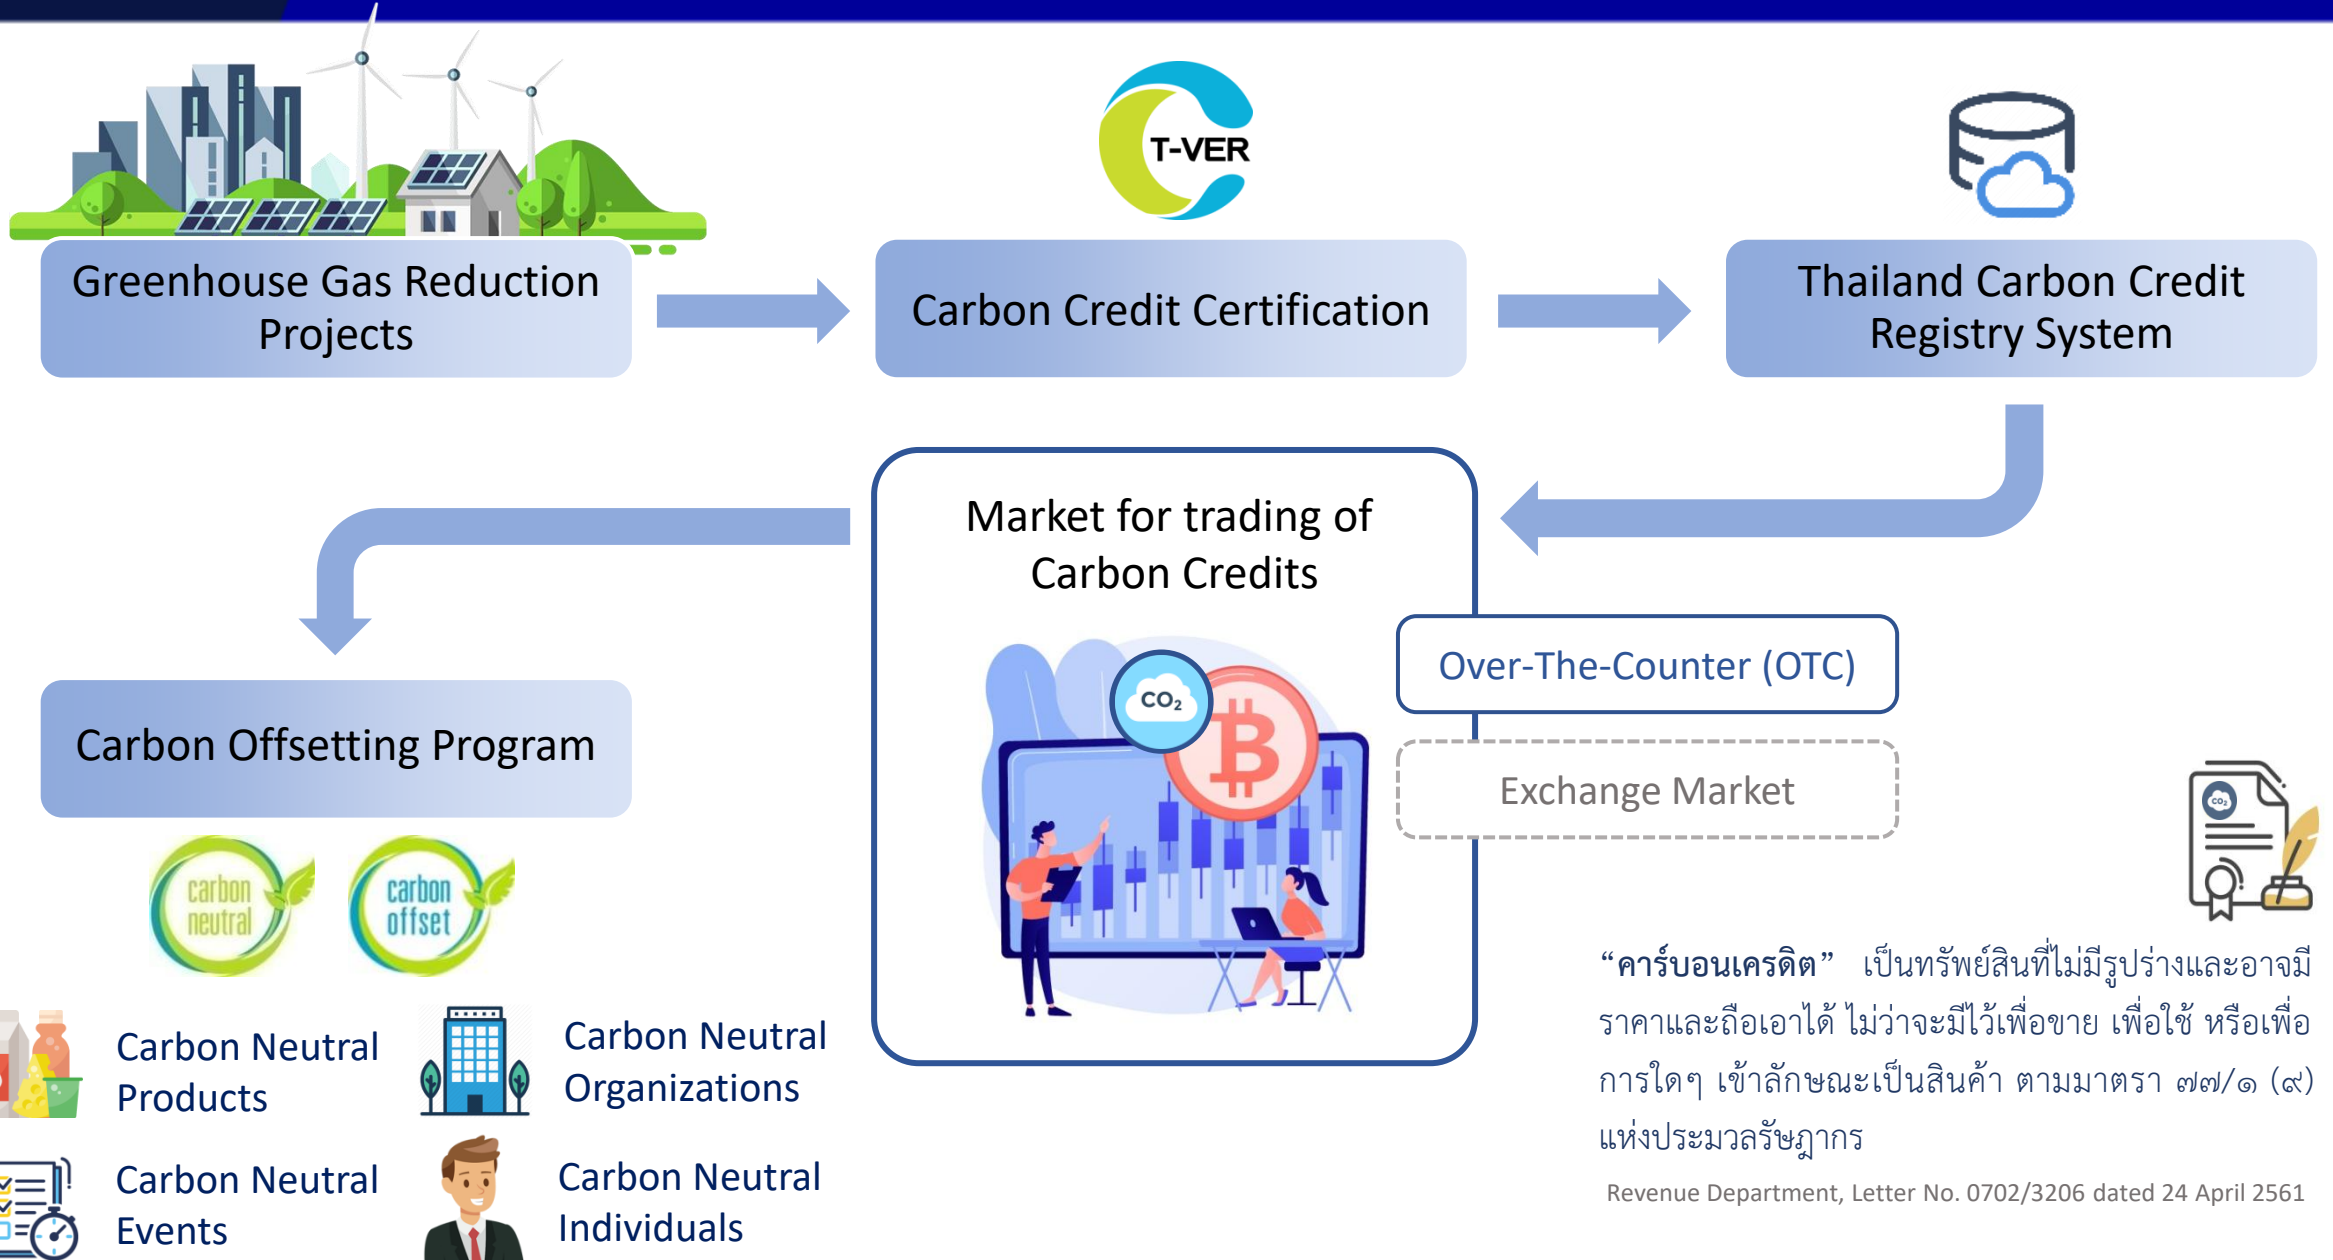 T-VER
Greenhouse Gas Reduction
Projects
Carbon Credit Certification
Thailand Carbon Credit
Registry System
Market for trading of
Carbon Credits
CO₂
Over-The-Counter (OTC)
Exchange Market
Carbon Offsetting Program
carbon
neutral
carbon
offset
Carbon Neutral
Products
Carbon Neutral
Organizations
Carbon Neutral
Events
Carbon Neutral
Individuals
CO₂
“คาร์บอนเครดิต” เป็นทรัพย์สินที่ไม่มีรูปร่างและอาจมี
ราคาและถือเอาได้ ไม่ว่าจะมีไว้เพื่อขาย เพื่อใช้ หรือเพื่อ
การใดๆ เข้าลักษณะเป็นสินค้า ตามมาตรา ๗๗/๑ (๙)
แห่งประมวลรัษฎากร
Revenue Department, Letter No. 0702/3206 dated 24 April 2561